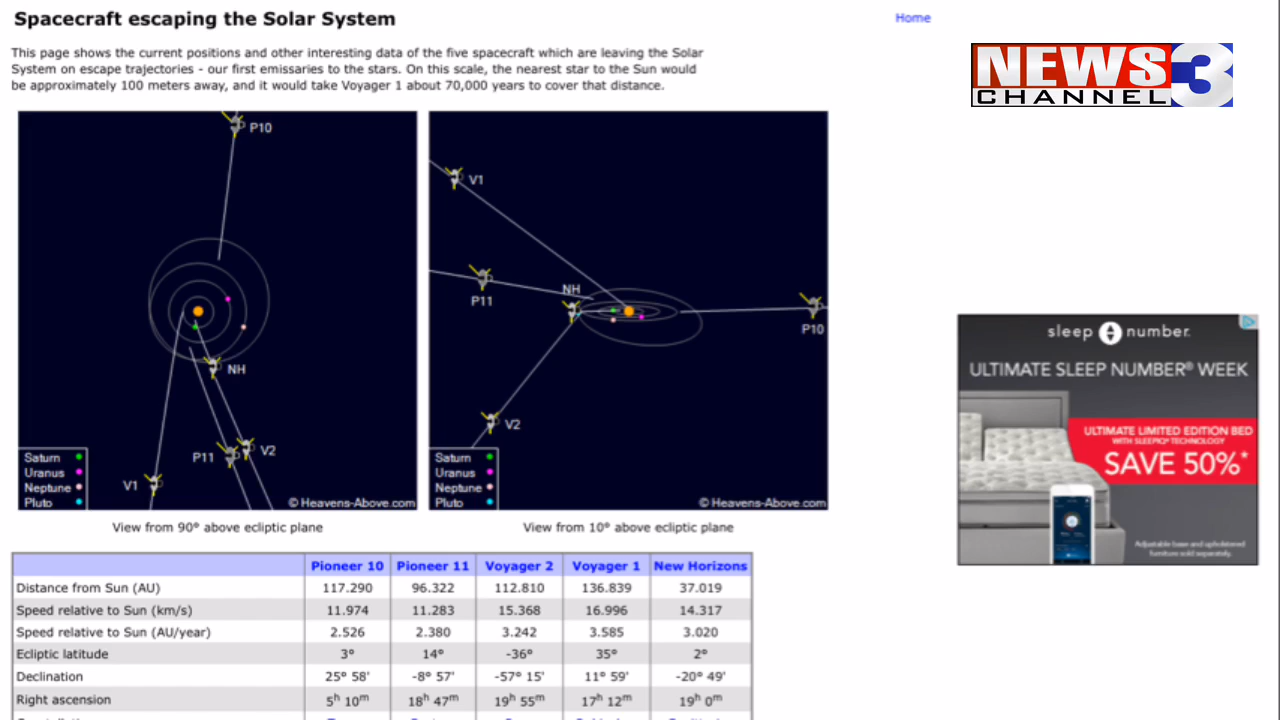 Spacecraft escaping the Solar System
Home
This page shows the current positions and other interesting data of the five spacecraft which are leaving the Solar
System on escape trajectories - our first emissaries to the stars. On this scale, the nearest star to the Sun would
be approximately 100 meters away, and it would take Voyager 1 about 70,000 years to cover that distance.
NEWS 3
CHANNEL
P10
NH
P11
V2
V1
Saturn
Uranus
Neptune
Pluto
© Heavens-Above.com
View from 90° above ecliptic plane
V1
NH
P11
P10
V2
Saturn
Uranus
Neptune
Pluto
© Heavens-Above.com
View from 10° above ecliptic plane
sleep number.
ULTIMATE SLEEP NUMBER® WEEK
ULTIMATE LIMITED EDITION BED
WITH SLEEPIQ® TECHNOLOGY
SAVE 50%*
Adjustable base and upholstered
furniture sold separately.
Pioneer 10 Pioneer 11 Voyager 2 Voyager 1 New Horizons
Distance from Sun (AU) 117.290 96.322 112.810 136.839 37.019
Speed relative to Sun (km/s) 11.974 11.283 15.368 16.996 14.317
Speed relative to Sun (AU/year) 2.526 2.380 3.242 3.585 3.020
Ecliptic latitude 3° 14° -36° 35° 2°
Declination 25° 58' -8° 57' -57° 15' 11° 59' -20° 49'
Right ascension 5h 10m 18h 47m 19h 55m 17h 12m 19h 0m